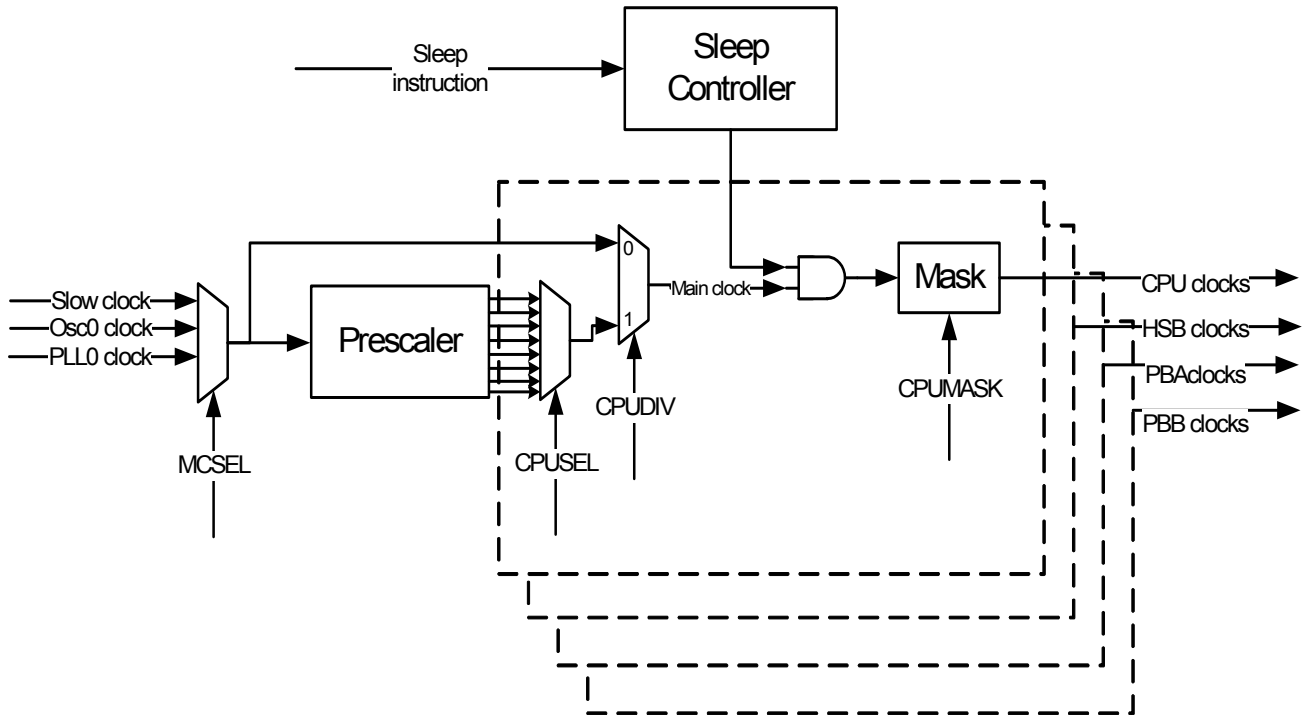 Sleep
instruction
Sleep
Controller
0
Main clock
Mask
CPU clocks
Slow clock
Osc0 clock
PLL0 clock
Prescaler
1
HSB clocks
PBAclocks
PBB clocks
CPUDIV
CPUMASK
MCSEL
CPUSEL